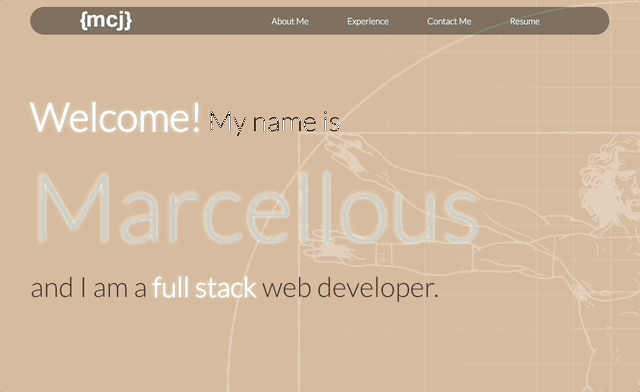 {mcj} About Me Experience Contact Me Resume
Welcome! My name is
Marcellous
and I am a full stack web developer.